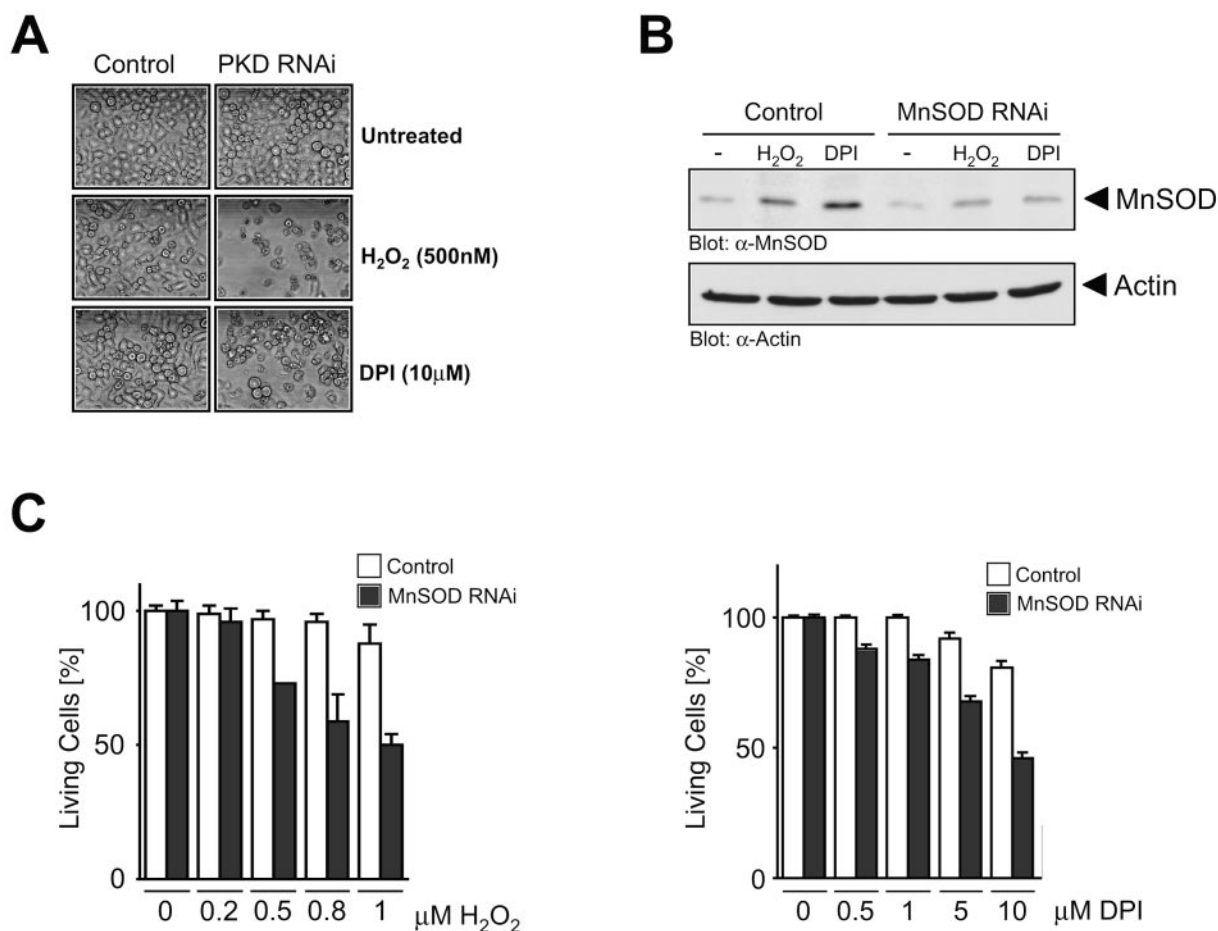 A
Control PKD RNAi
Untreated
H₂O₂ (500nM)
DPI (10μM)
B
Control MnSOD RNAi
- H₂O₂ DPI - H₂O₂ DPI
MnSOD
Blot: α-MnSOD
Actin
Blot: α-Actin
C
Control
MnSOD RNAi
Living Cells [%]
100
50
0
0 0.2 0.5 0.8 1 μM H₂O₂
Control
MnSOD RNAi
Living Cells [%]
100
50
0
0 0.5 1 5 10 μM DPI